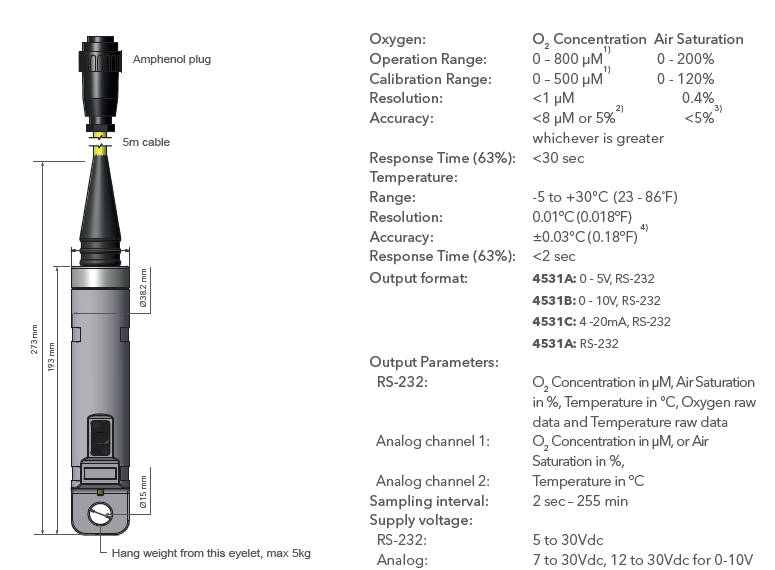 Amphenol plug
5m cable
273 mm
193 mm
Ø38.2 mm
Ø15 mm
Hang weight from this eyelet, max 5kg
Oxygen: O2 Concentration Air Saturation
Operation Range: 0 – 800 µM1) 0 - 200%
Calibration Range: 0 – 500 µM1) 0 - 120%
Resolution: <1 µM 0.4%
Accuracy: <8 µM or 5%2) <5%3)
whichever is greater
Response Time (63%): <30 sec
Temperature:
Range: -5 to +30°C (23 - 86°F)
Resolution: 0.01°C (0.018°F)
Accuracy: ±0.03°C (0.18°F) 4)
Response Time (63%): <2 sec
Output format: 4531A: 0 - 5V, RS-232
4531B: 0 - 10V, RS-232
4531C: 4 -20mA, RS-232
4531A: RS-232
Output Parameters:
RS-232: O2 Concentration in µM, Air Saturation
in %, Temperature in °C, Oxygen raw
data and Temperature raw data
Analog channel 1: O2 Concentration in µM, or Air
Saturation in %,
Analog channel 2: Temperature in °C
Sampling interval: 2 sec – 255 min
Supply voltage:
RS-232: 5 to 30Vdc
Analog: 7 to 30Vdc, 12 to 30Vdc for 0-10V